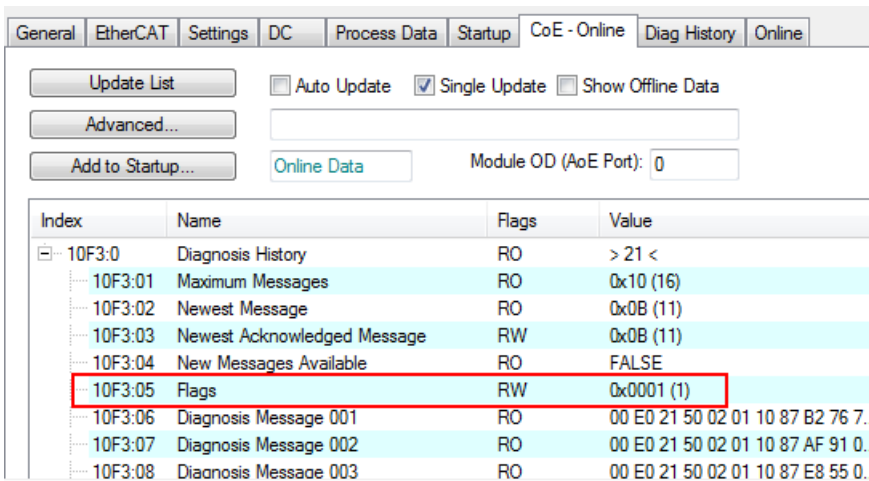 General EtherCAT Settings DC Process Data Startup CoE - Online Diag History Online
Update List Auto Update Single Update Show Offline Data
Advanced...
Add to Startup... Online Data Module OD (AoE Port): 0
Index Name Flags Value
10F3:0 Diagnosis History RO > 21 <
10F3:01 Maximum Messages RO 0x10 (16)
10F3:02 Newest Message RO 0x0B (11)
10F3:03 Newest Acknowledged Message RW 0x0B (11)
10F3:04 New Messages Available RO FALSE
10F3:05 Flags RW 0x0001 (1)
10F3:06 Diagnosis Message 001 RO 00 E0 21 50 02 01 10 87 B2 76 7...
10F3:07 Diagnosis Message 002 RO 00 E0 21 50 02 01 10 87 AF 91 0...
10F3:08 Diagnosis Message 003 RO 00 E0 21 50 02 01 10 87 E8 55 0...